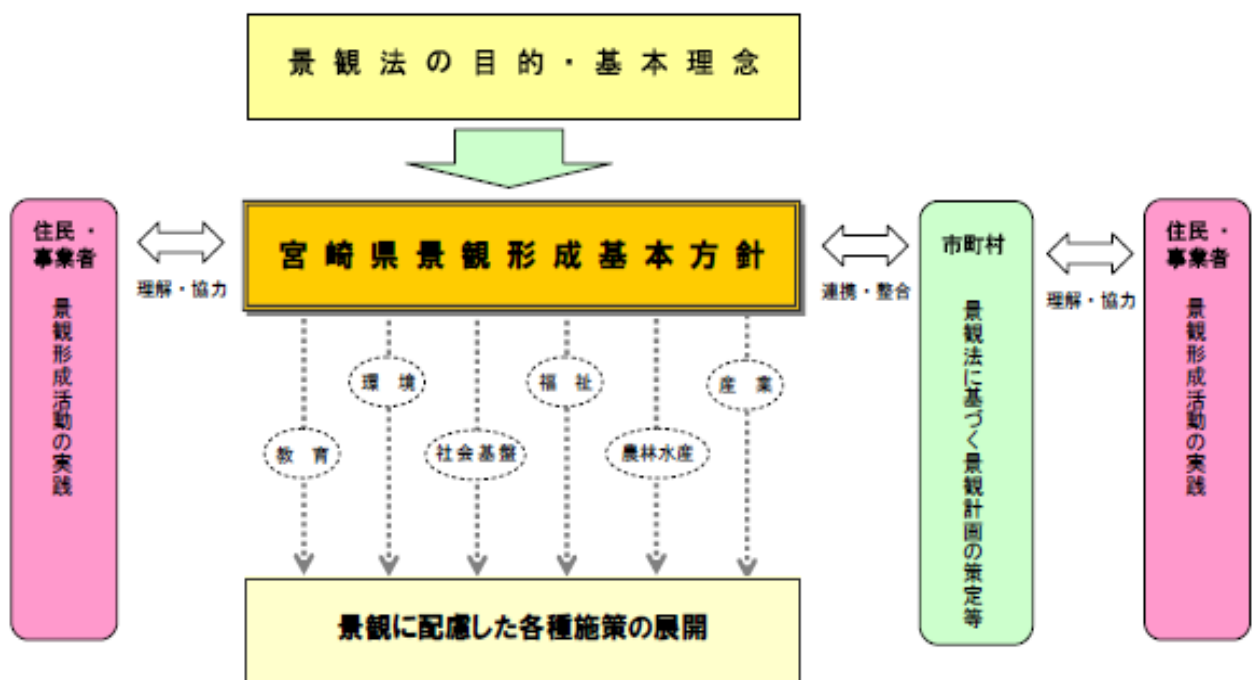 景観法の目的・基本理念
住民・
事業者
景観形成活動の実践
理解・協力
宮崎県景観形成基本方針
連携・整合
市町村
景観法に基づく景観計画の策定等
理解・協力
住民・
事業者
景観形成活動の実践
環境
福祉
産業
教育
社会基盤
農林水産
景観に配慮した各種施策の展開